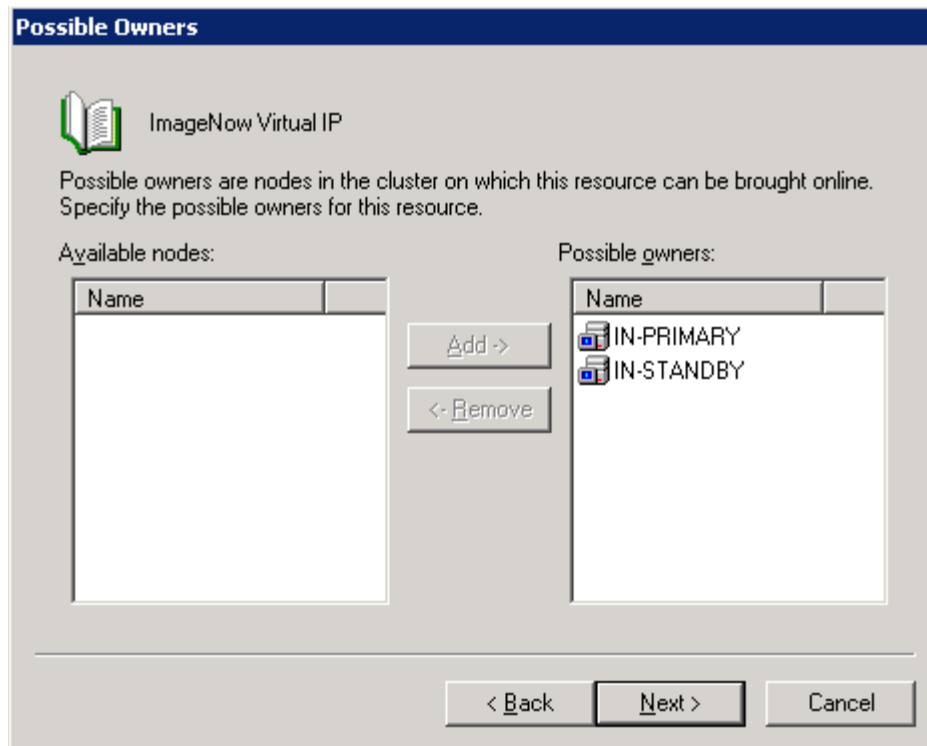 Possible Owners
ImageNow Virtual IP
Possible owners are nodes in the cluster on which this resource can be brought online.
Specify the possible owners for this resource.
Available nodes:
Possible owners:
Name
Name
Add ->
IN-PRIMARY
IN-STANDBY
<- Remove
< Back
Next >
Cancel